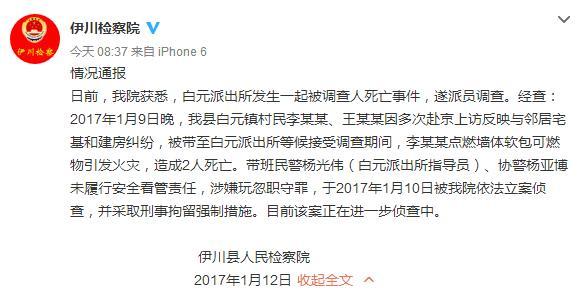 伊川检察
伊川检察院
今天 08:37 来自 iPhone 6
情况通报
日前，我院获悉，白元派出所发生一起被调查人死亡事件，遂派员调查。经查：
2017年1月9日晚，我县白元镇村民李某某、王某某因多次赴京上访反映与邻居宅
基和建房纠纷，被带至白元派出所等候接受调查期间，李某某点燃墙体软包可燃
物引发火灾，造成2人死亡。带班民警杨光伟（白元派出所指导员）、协警杨亚博
未履行安全看管责任，涉嫌玩忽职守罪，于2017年1月10日被我院依法立案侦
查，并采取刑事拘留强制措施。目前该案正在进一步侦查中。
伊川县人民检察院
2017年1月12日 收起全文